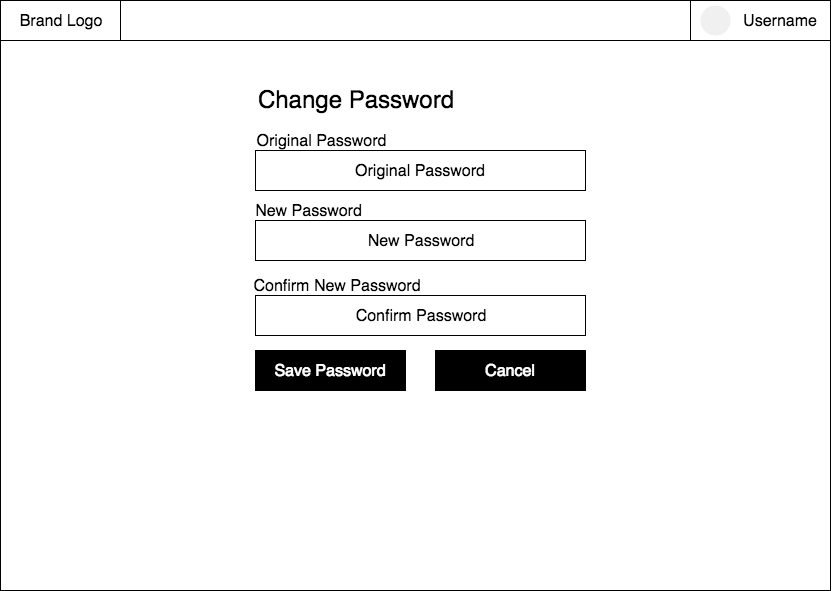 Brand Logo
Username
Change Password
Original Password
Original Password
New Password
New Password
Confirm New Password
Confirm Password
Save Password
Cancel